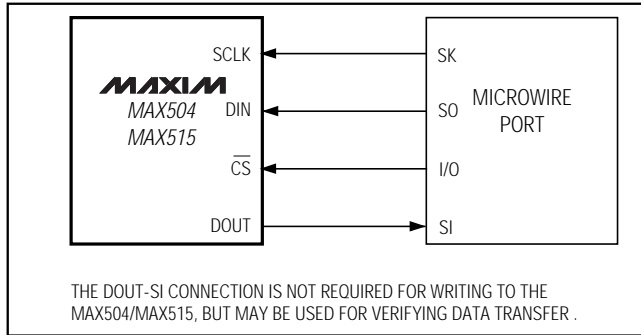 SCLK SK
MAXIM
MAX504 DIN SO MICROWIRE
MAX515 PORT
CS I/O
DOUT SI
THE DOUT-SI CONNECTION IS NOT REQUIRED FOR WRITING TO THE
MAX504/MAX515, BUT MAY BE USED FOR VERIFYING DATA TRANSFER .